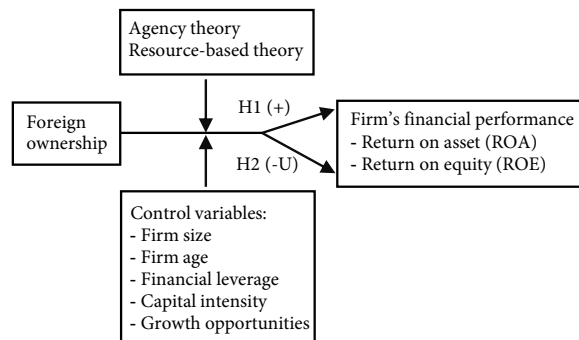 Agency theory
Resource-based theory
H1 (+)
Foreign
ownership
Firm's financial performance
- Return on asset (ROA)
- Return on equity (ROE)
H2 (-U)
Control variables:
- Firm size
- Firm age
- Financial leverage
- Capital intensity
- Growth opportunities